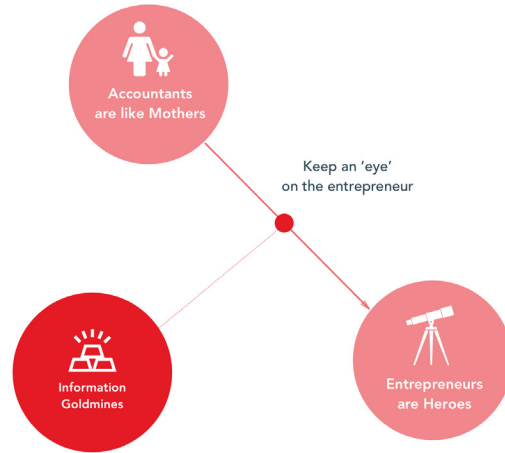 Accountants
are like Mothers
Keep an ‘eye’
on the entrepreneur
Information
Goldmines
Entrepreneurs
are Heroes